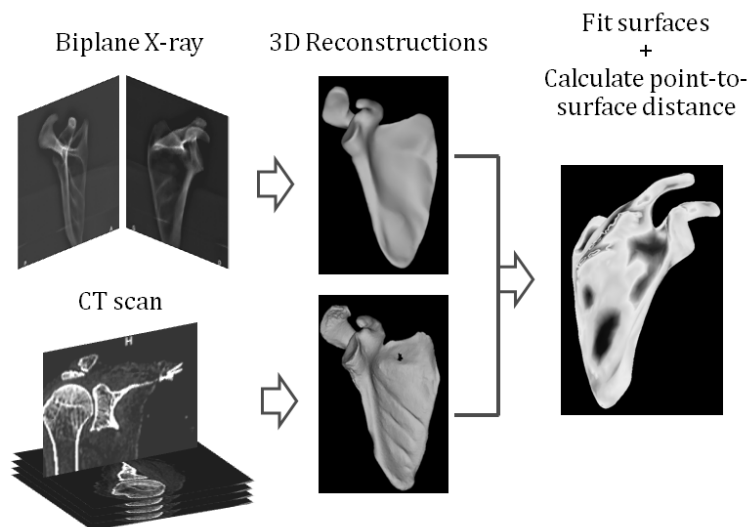 Biplane X-ray
3D Reconstructions
Fit surfaces
+
Calculate point-to-
surface distance
CT scan
H